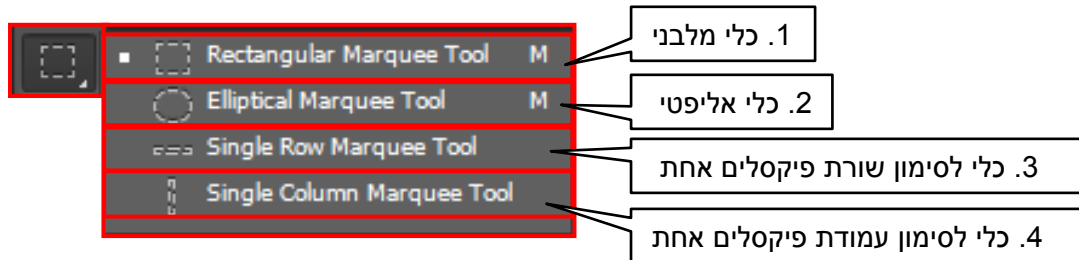 Rectangular Marquee Tool M
1. כלי מלבני
Elliptical Marquee Tool M
2. כלי אליפטי
Single Row Marquee Tool
3. כלי לסימון שורת פיקסלים אחת
Single Column Marquee Tool
4. כלי לסימון עמודת פיקסלים אחת